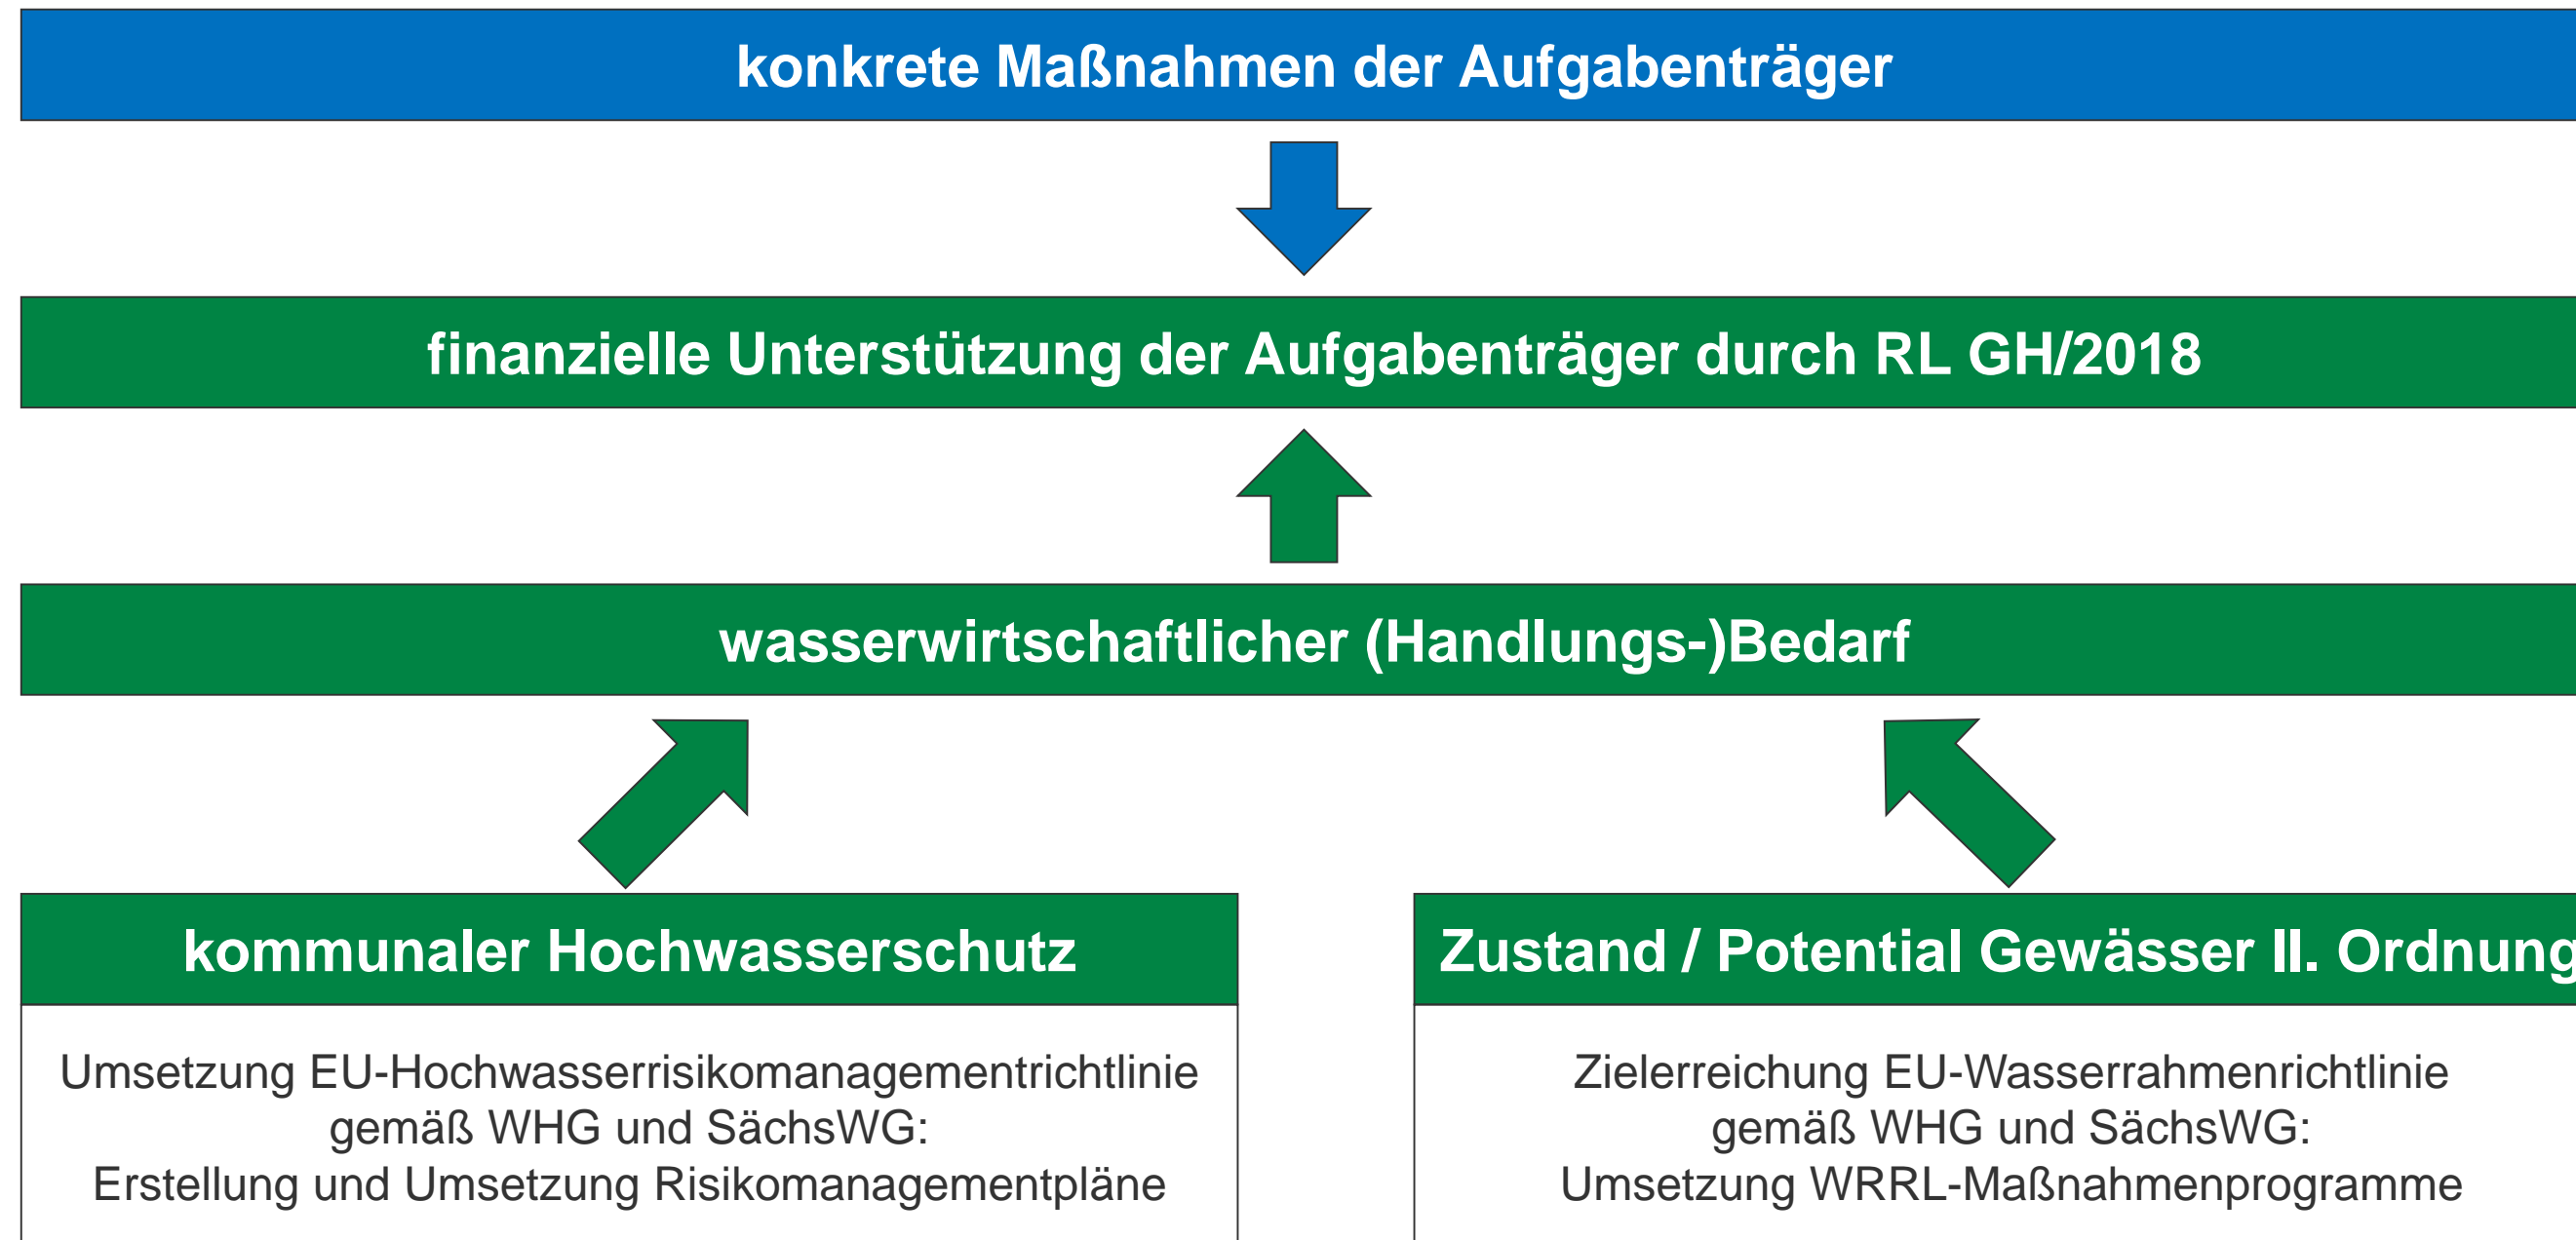 konkrete Maßnahmen der Aufgabenträger
finanzielle Unterstützung der Aufgabenträger durch RL GH/2018
wasserwirtschaftlicher (Handlungs-)Bedarf
kommunaler Hochwasserschutz
Umsetzung EU-Hochwasserrisikomanagementrichtlinie
gemäß WHG und SächsWG:
Erstellung und Umsetzung Risikomanagementpläne
Zustand / Potential Gewässer II. Ordnung
Zielerreichung EU-Wasserrahmenrichtlinie
gemäß WHG und SächsWG:
Umsetzung WRRL-Maßnahmenprogramme